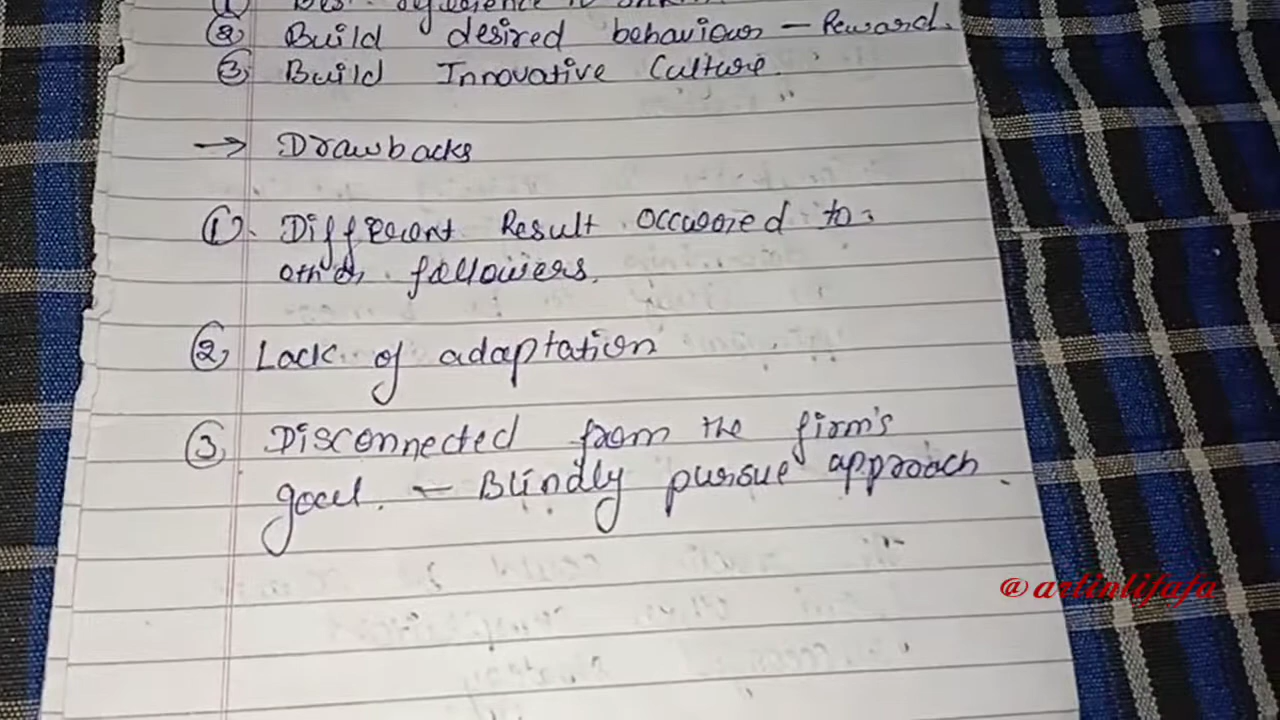 ② Build desired behaviour – Reward.
③ Build Innovative Culture.
→ Drawbacks
①. Different Result occurred to
other followers.
② Lack of adaptation
③ Disconnected from the firm's
goal. – Blindly pursue approach.
@artinlifafa